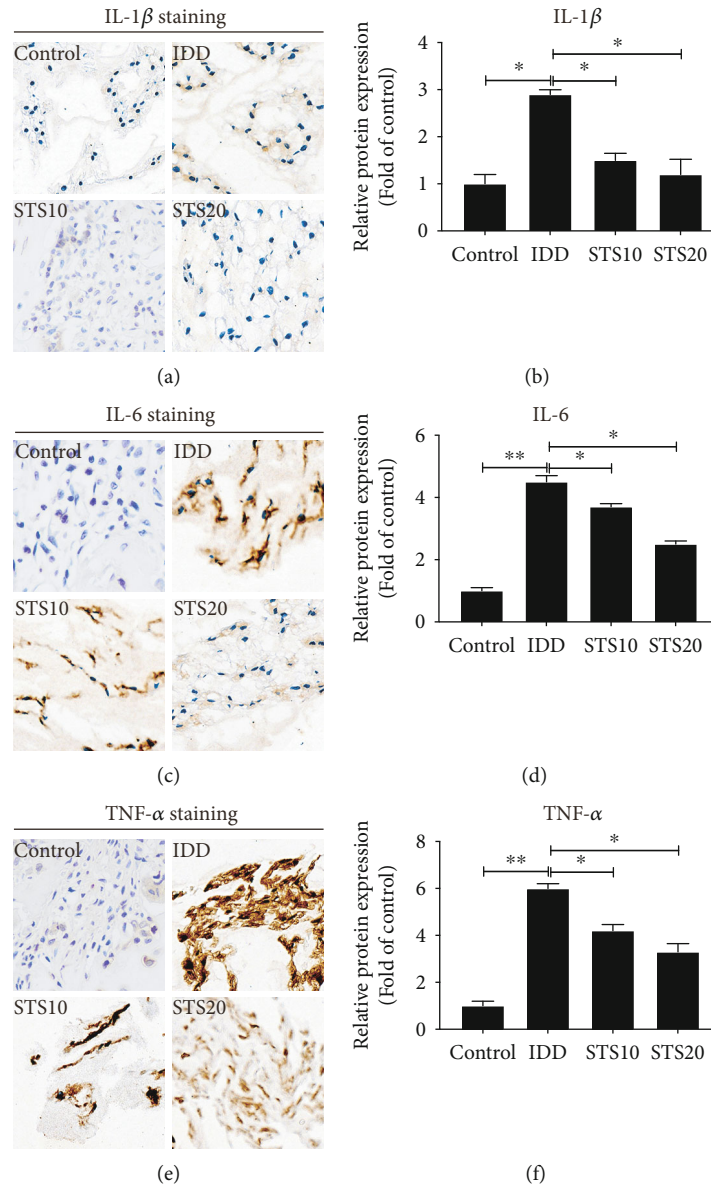 IL-1β staining
Control IDD
STS10 STS20
(a)
IL-1β
Relative protein expression
(Fold of control)
4
3
2
1
0
* * *
Control IDD STS10 STS20
(b)
IL-6 staining
Control IDD
STS10 STS20
(c)
IL-6
Relative protein expression
(Fold of control)
6
4
2
0
** * *
Control IDD STS10 STS20
(d)
TNF-α staining
Control IDD
STS10 STS20
(e)
TNF-α
Relative protein expression
(Fold of control)
8
6
4
2
0
** * *
Control IDD STS10 STS20
(f)